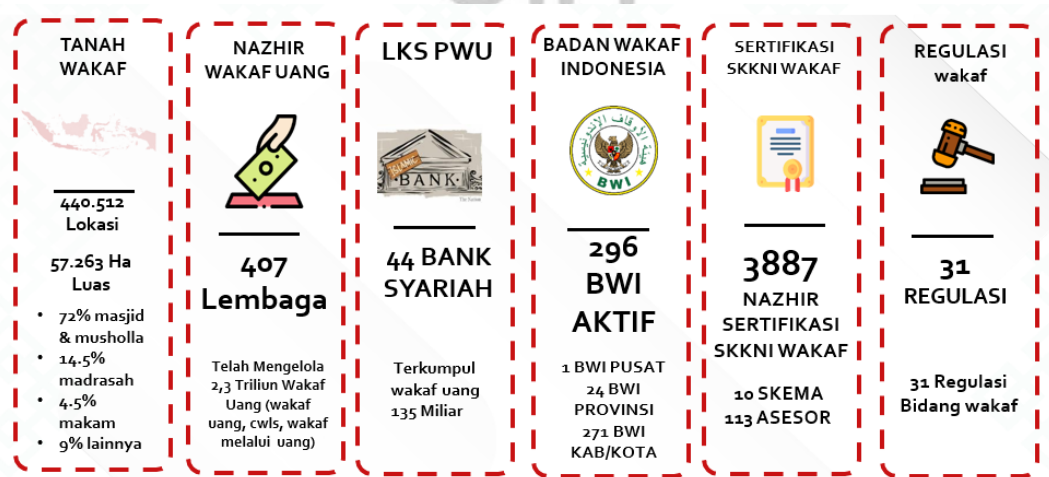 TANAH
WAKAF
440.512
Lokasi
57.263 Ha
Luas
• 72% masjid
& musholla
• 14.5%
madrasah
• 4.5%
makam
• 9% lainnya
NAZHIR
WAKAF UANG
407
Lembaga
Telah Mengelola
2,3 Triliun Wakaf
Uang (wakaf
uang, cwls, wakaf
melalui uang)
LKS PWU
ISLAMIC
BANK
44 BANK
SYARIAH
Terkumpul
wakaf uang
135 Miliar
BADAN WAKAF
INDONESIA
BWI
296
BWI
AKTIF
1 BWI PUSAT
24 BWI
PROVINSI
271 BWI
KAB/KOTA
SERTIFIKASI
SKKNI WAKAF
3887
NAZHIR
SERTIFIKASI
SKKNI WAKAF
10 SKEMA
113 ASESOR
REGULASI
wakaf
31
REGULASI
31 Regulasi
Bidang wakaf